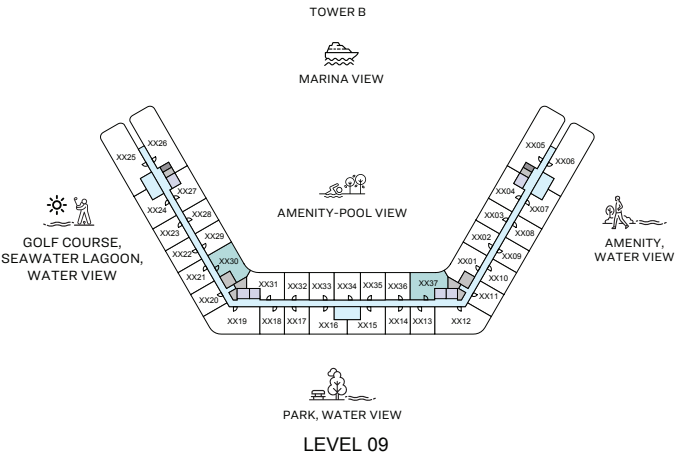 TOWER B
MARINA VIEW
XX26
XX25
XX27
XX24
XX28
XX23
XX29
XX22
XX30
XX21
XX20
XX19
XX05
XX06
XX04
XX07
XX03
XX08
XX02
XX09
XX01
XX10
XX11
XX12
AMENITY-POOL VIEW
GOLF COURSE,
SEAWATER LAGOON,
WATER VIEW
AMENITY,
WATER VIEW
XX31
XX32
XX33
XX34
XX35
XX36
XX37
XX18
XX17
XX16
XX15
XX14
XX13
PARK, WATER VIEW
LEVEL 09